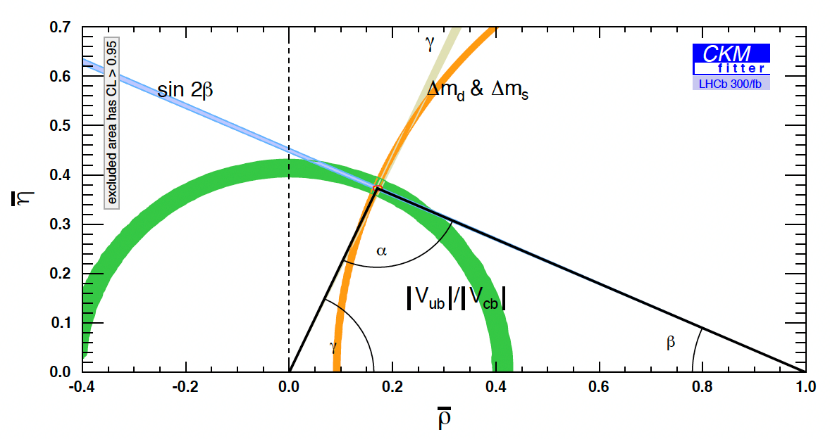 γ
CKM
fitter
LHCb 300/fb
Δm_d & Δm_s
sin 2β
excluded area has CL > 0.95
α
|V_ub|/|V_cb|
γ
β
0.7
0.6
0.5
0.4
0.3
0.2
0.1
0.0
η̅
-0.4
-0.2
0.0
0.2
0.4
0.6
0.8
1.0
ρ̅